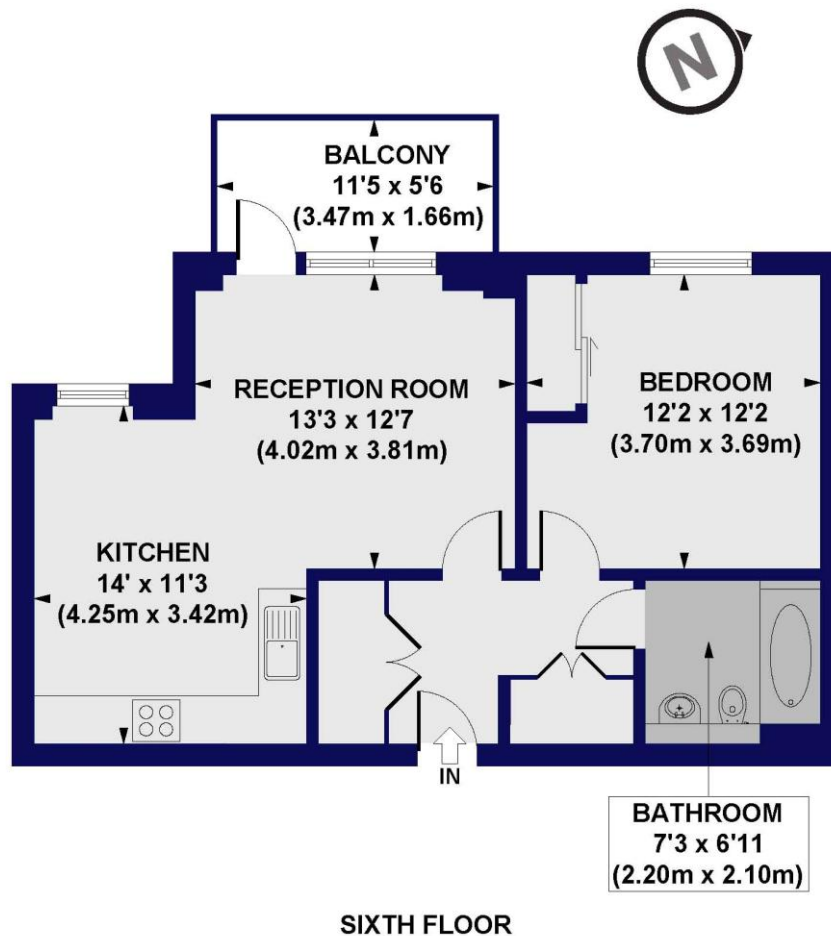 N
BALCONY
11'5 x 5'6
(3.47m x 1.66m)
RECEPTION ROOM
13'3 x 12'7
(4.02m x 3.81m)
BEDROOM
12'2 x 12'2
(3.70m x 3.69m)
KITCHEN
14' x 11'3
(4.25m x 3.42m)
IN
BATHROOM
7'3 x 6'11
(2.20m x 2.10m)
SIXTH FLOOR